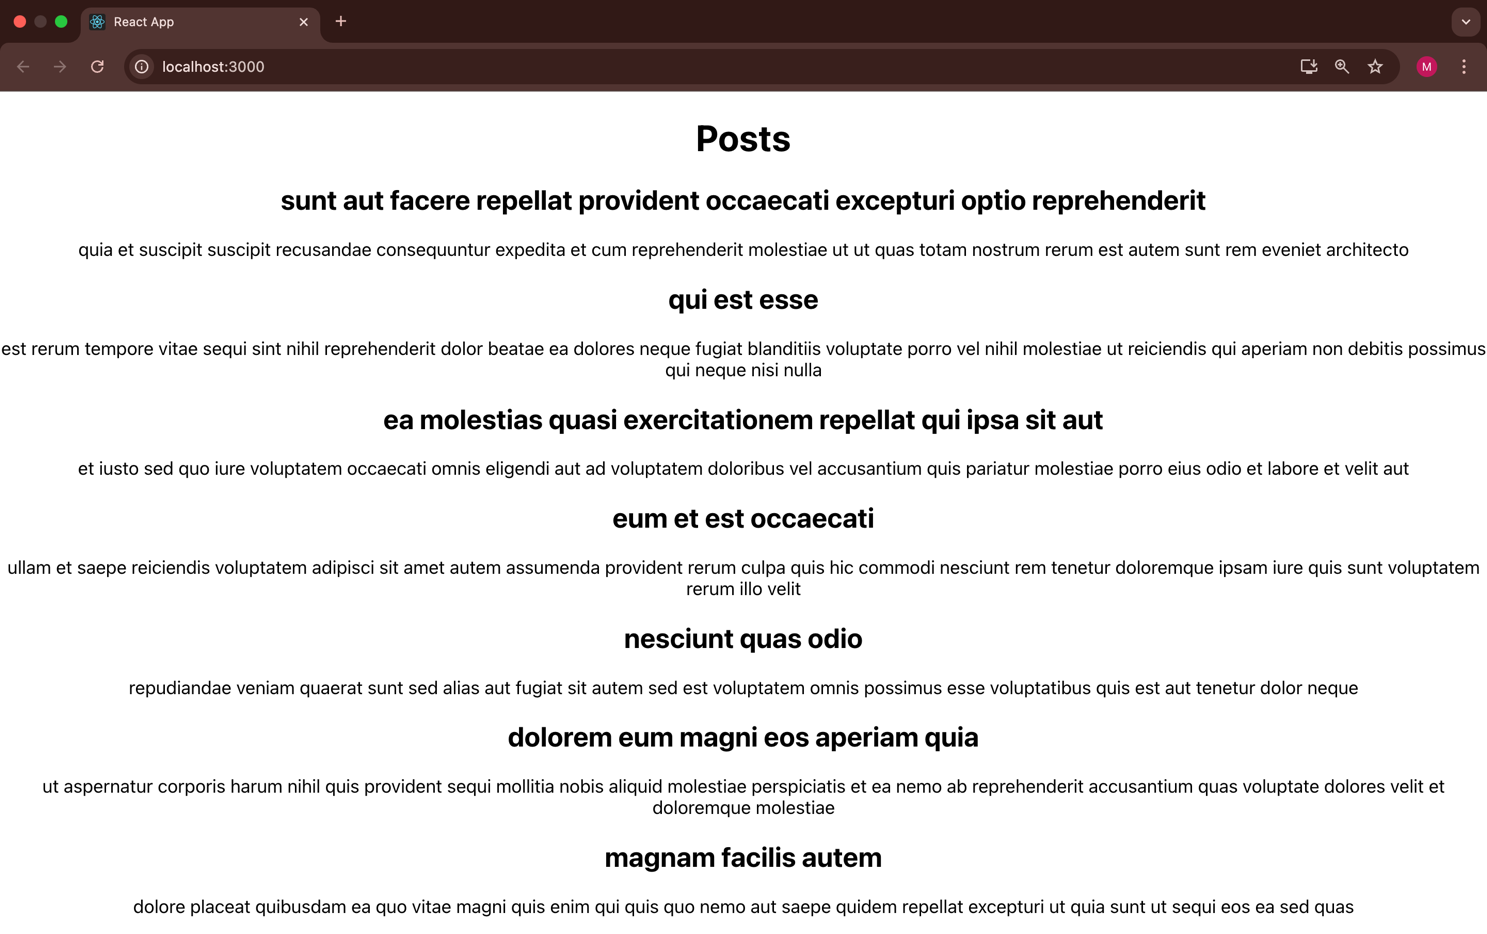 React App
localhost:3000
M
Posts
sunt aut facere repellat provident occaecati excepturi optio reprehenderit
quia et suscipit suscipit recusandae consequuntur expedita et cum reprehenderit molestiae ut ut quas totam nostrum rerum est autem sunt rem eveniet architecto
qui est esse
est rerum tempore vitae sequi sint nihil reprehenderit dolor beatae ea dolores neque fugiat blanditiis voluptate porro vel nihil molestiae ut reiciendis qui aperiam non debitis possimus
qui neque nisi nulla
ea molestias quasi exercitationem repellat qui ipsa sit aut
et iusto sed quo iure voluptatem occaecati omnis eligendi aut ad voluptatem doloribus vel accusantium quis pariatur molestiae porro eius odio et labore et velit aut
eum et est occaecati
ullam et saepe reiciendis voluptatem adipisci sit amet autem assumenda provident rerum culpa quis hic commodi nesciunt rem tenetur doloremque ipsam iure quis sunt voluptatem
rerum illo velit
nesciunt quas odio
repudiandae veniam quaerat sunt sed alias aut fugiat sit autem sed est voluptatem omnis possimus esse voluptatibus quis est aut tenetur dolor neque
dolorem eum magni eos aperiam quia
ut aspernatur corporis harum nihil quis provident sequi mollitia nobis aliquid molestiae perspiciatis et ea nemo ab reprehenderit accusantium quas voluptate dolores velit et
doloremque molestiae
magnam facilis autem
dolore placeat quibusdam ea quo vitae magni quis enim qui quis quo nemo aut saepe quidem repellat excepturi ut quia sunt ut sequi eos ea sed quas